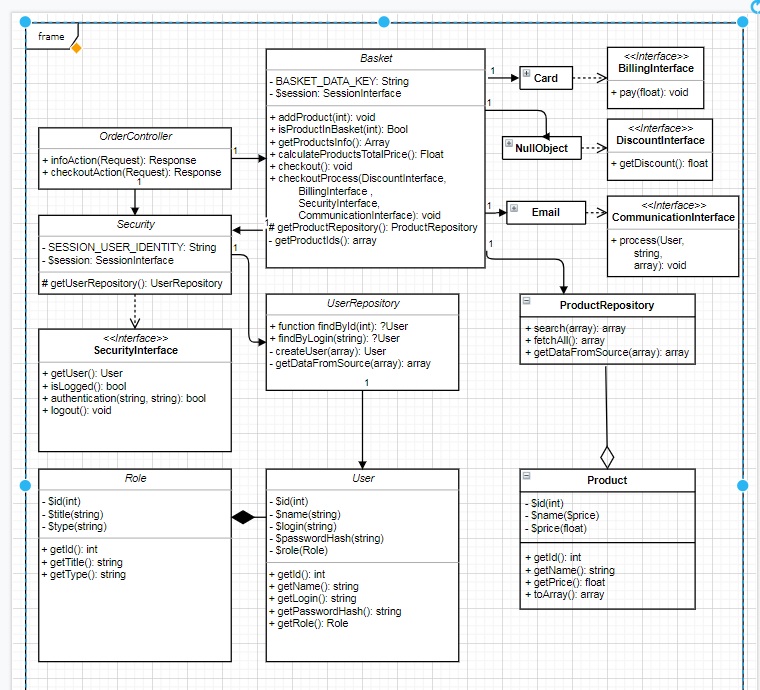 frame
Basket
- BASKET_DATA_KEY: String
- $session: SessionInterface
+ addProduct(int): void
+ isProductInBasket(int): Bool
+ getProductsInfo(): Array
+ calculateProductsTotalPrice(): Float
+ checkout(): void
+ checkoutProcess(DiscountInterface,
BillingInterface ,
SecurityInterface,
CommunicationInterface): void
# getProductRepository(): ProductRepository
- getProductIds(): array
1
Card
<<Interface>>
BillingInterface
+ pay(float): void
1
NullObject
<<Interface>>
DiscountInterface
+ getDiscount(): float
OrderController
+ infoAction(Request): Response
+ checkoutAction(Request): Response
1
1
1
Email
<<Interface>>
CommunicationInterface
+ process(User,
string,
array): void
Security
- SESSION_USER_IDENTITY: String
- $session: SessionInterface
# getUserRepository(): UserRepository
1
1
1
UserRepository
+ function findById(int): ?User
+ findByLogin(string): ?User
- createUser(array): User
- getDataFromSource(array): array
1
ProductRepository
+ search(array): array
+ fetchAll(): array
+ getDataFromSource(array): array
<<Interface>>
SecurityInterface
+ getUser(): User
+ isLogged(): bool
+ authentication(string, string): bool
+ logout(): void
Role
- $id(int)
- $title(string)
- $type(string)
+ getId(): int
+ getTitle(): string
+ getType(): string
User
- $id(int)
- $name(string)
- $login(string)
- $passwordHash(string)
- $role(Role)
+ getId(): int
+ getName(): string
+ getLogin(): string
+ getPasswordHash(): string
+ getRole(): Role
Product
- $id(int)
- $name($price)
- $price(float)
+ getId(): int
+ getName(): string
+ getPrice(): float
+ toArray(): array